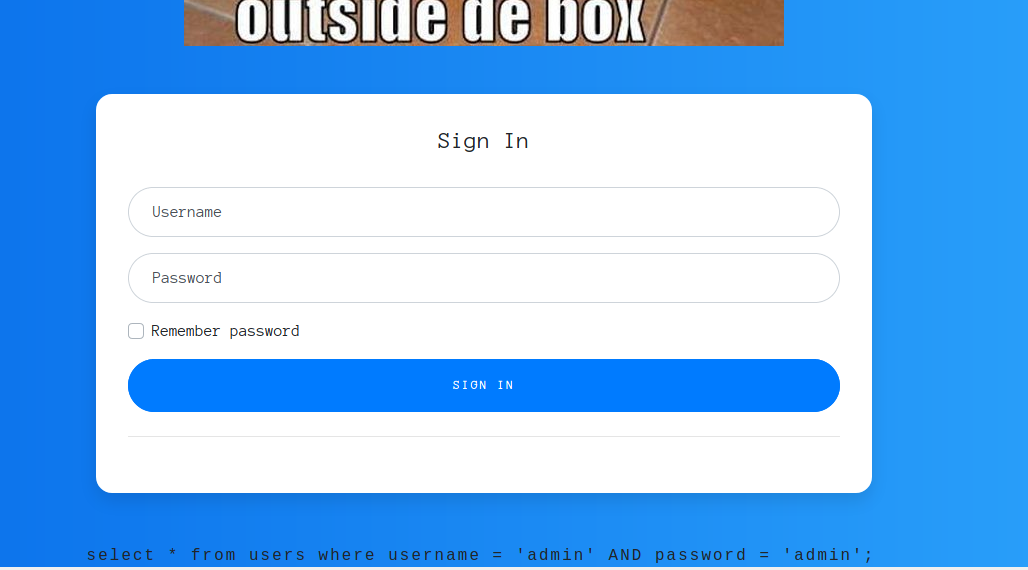 outside de box
Sign In
Username
Password
Remember password
SIGN IN
select * from users where username = 'admin' AND password = 'admin';